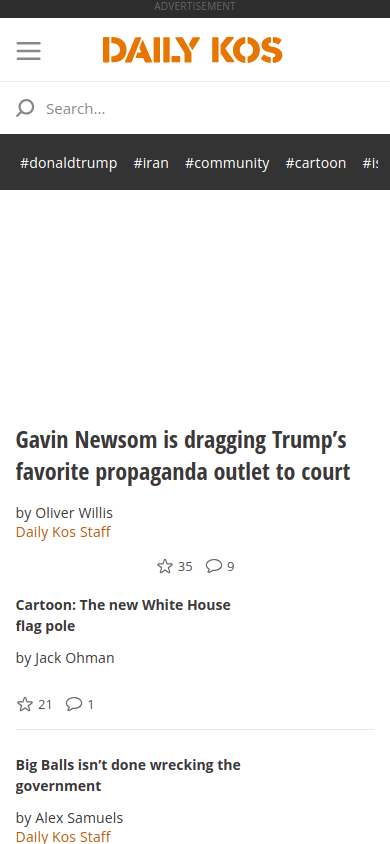 ADVERTISEMENT
DAILY KOS
Search...
#donaldtrump #iran #community #cartoon #is
Gavin Newsom is dragging Trump’s
favorite propaganda outlet to court
by Oliver Willis
Daily Kos Staff
35 9
Cartoon: The new White House
flag pole
by Jack Ohman
21 1
Big Balls isn’t done wrecking the
government
by Alex Samuels
Daily Kos Staff